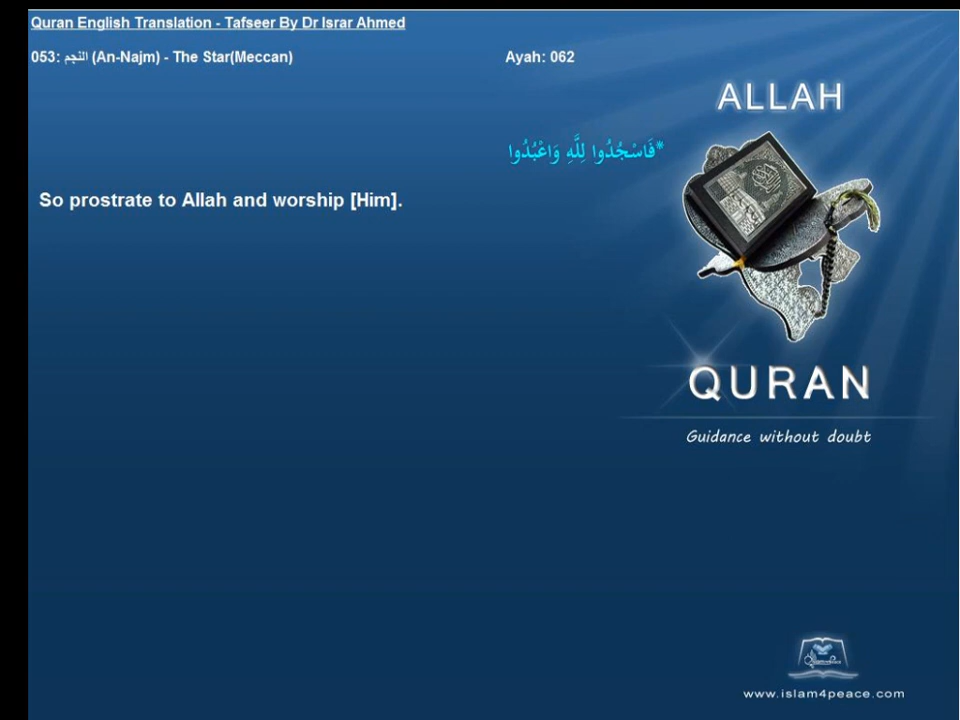 Quran English Translation - Tafseer By Dr Israr Ahmed
053: النجم (An-Najm) - The Star(Meccan) Ayah: 062
ALLAH
*فَاسْجُدُوا لِلَّهِ وَاعْبُدُوا
So prostrate to Allah and worship [Him].
QURAN
Guidance without doubt
www.islam4peace.com